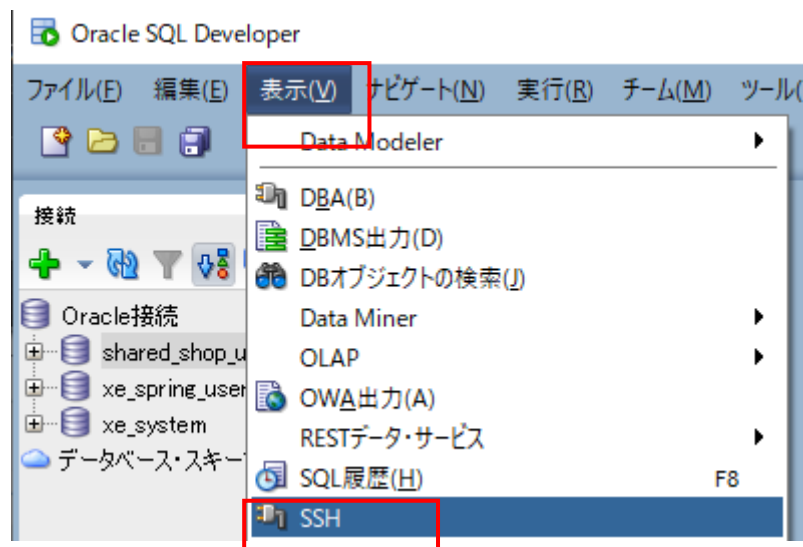 Oracle SQL Developer
ファイル(F) 編集(E) 表示(V) ナビゲート(N) 実行(R) チーム(M) ツール(
Data Modeler
DBA(B)
DBMS出力(D)
DBオブジェクトの検索(J)
Data Miner
OLAP
OWA出力(A)
RESTデータ・サービス
SQL履歴(H) F8
SSH
接続
Oracle接続
shared_shop_u
xe_spring_user
xe_system
データベース・スキー